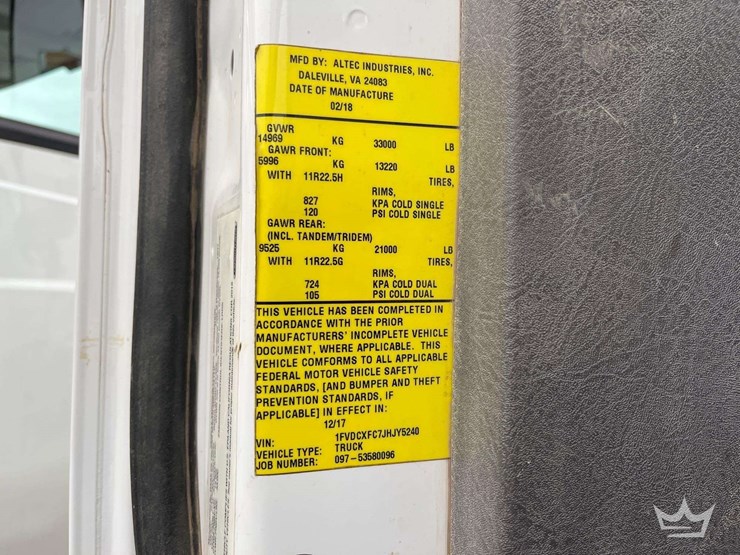 MFD BY: ALTEC INDUSTRIES, INC.
DALEVILLE, VA 24083
DATE OF MANUFACTURE
02/18
GVWR
14969 KG 33000 LB
GAWR FRONT:
5996 KG 13220 LB
WITH 11R22.5H TIRES,
RIMS,
827 KPA COLD SINGLE
120 PSI COLD SINGLE
GAWR REAR:
(INCL. TANDEM/TRIDEM)
9525 KG 21000 LB
WITH 11R22.5G TIRES,
RIMS,
724 KPA COLD DUAL
105 PSI COLD DUAL
THIS VEHICLE HAS BEEN COMPLETED IN
ACCORDANCE WITH THE PRIOR
MANUFACTURERS' INCOMPLETE VEHICLE
DOCUMENT, WHERE APPLICABLE. THIS
VEHICLE COMFORMS TO ALL APPLICABLE
FEDERAL MOTOR VEHICLE SAFETY
STANDARDS, [AND BUMPER AND THEFT
PREVENTION STANDARDS, IF
APPLICABLE] IN EFFECT IN:
12/17
VIN: 1FVDCXFC7JHJY5240
VEHICLE TYPE: TRUCK
JOB NUMBER: 097-53580096